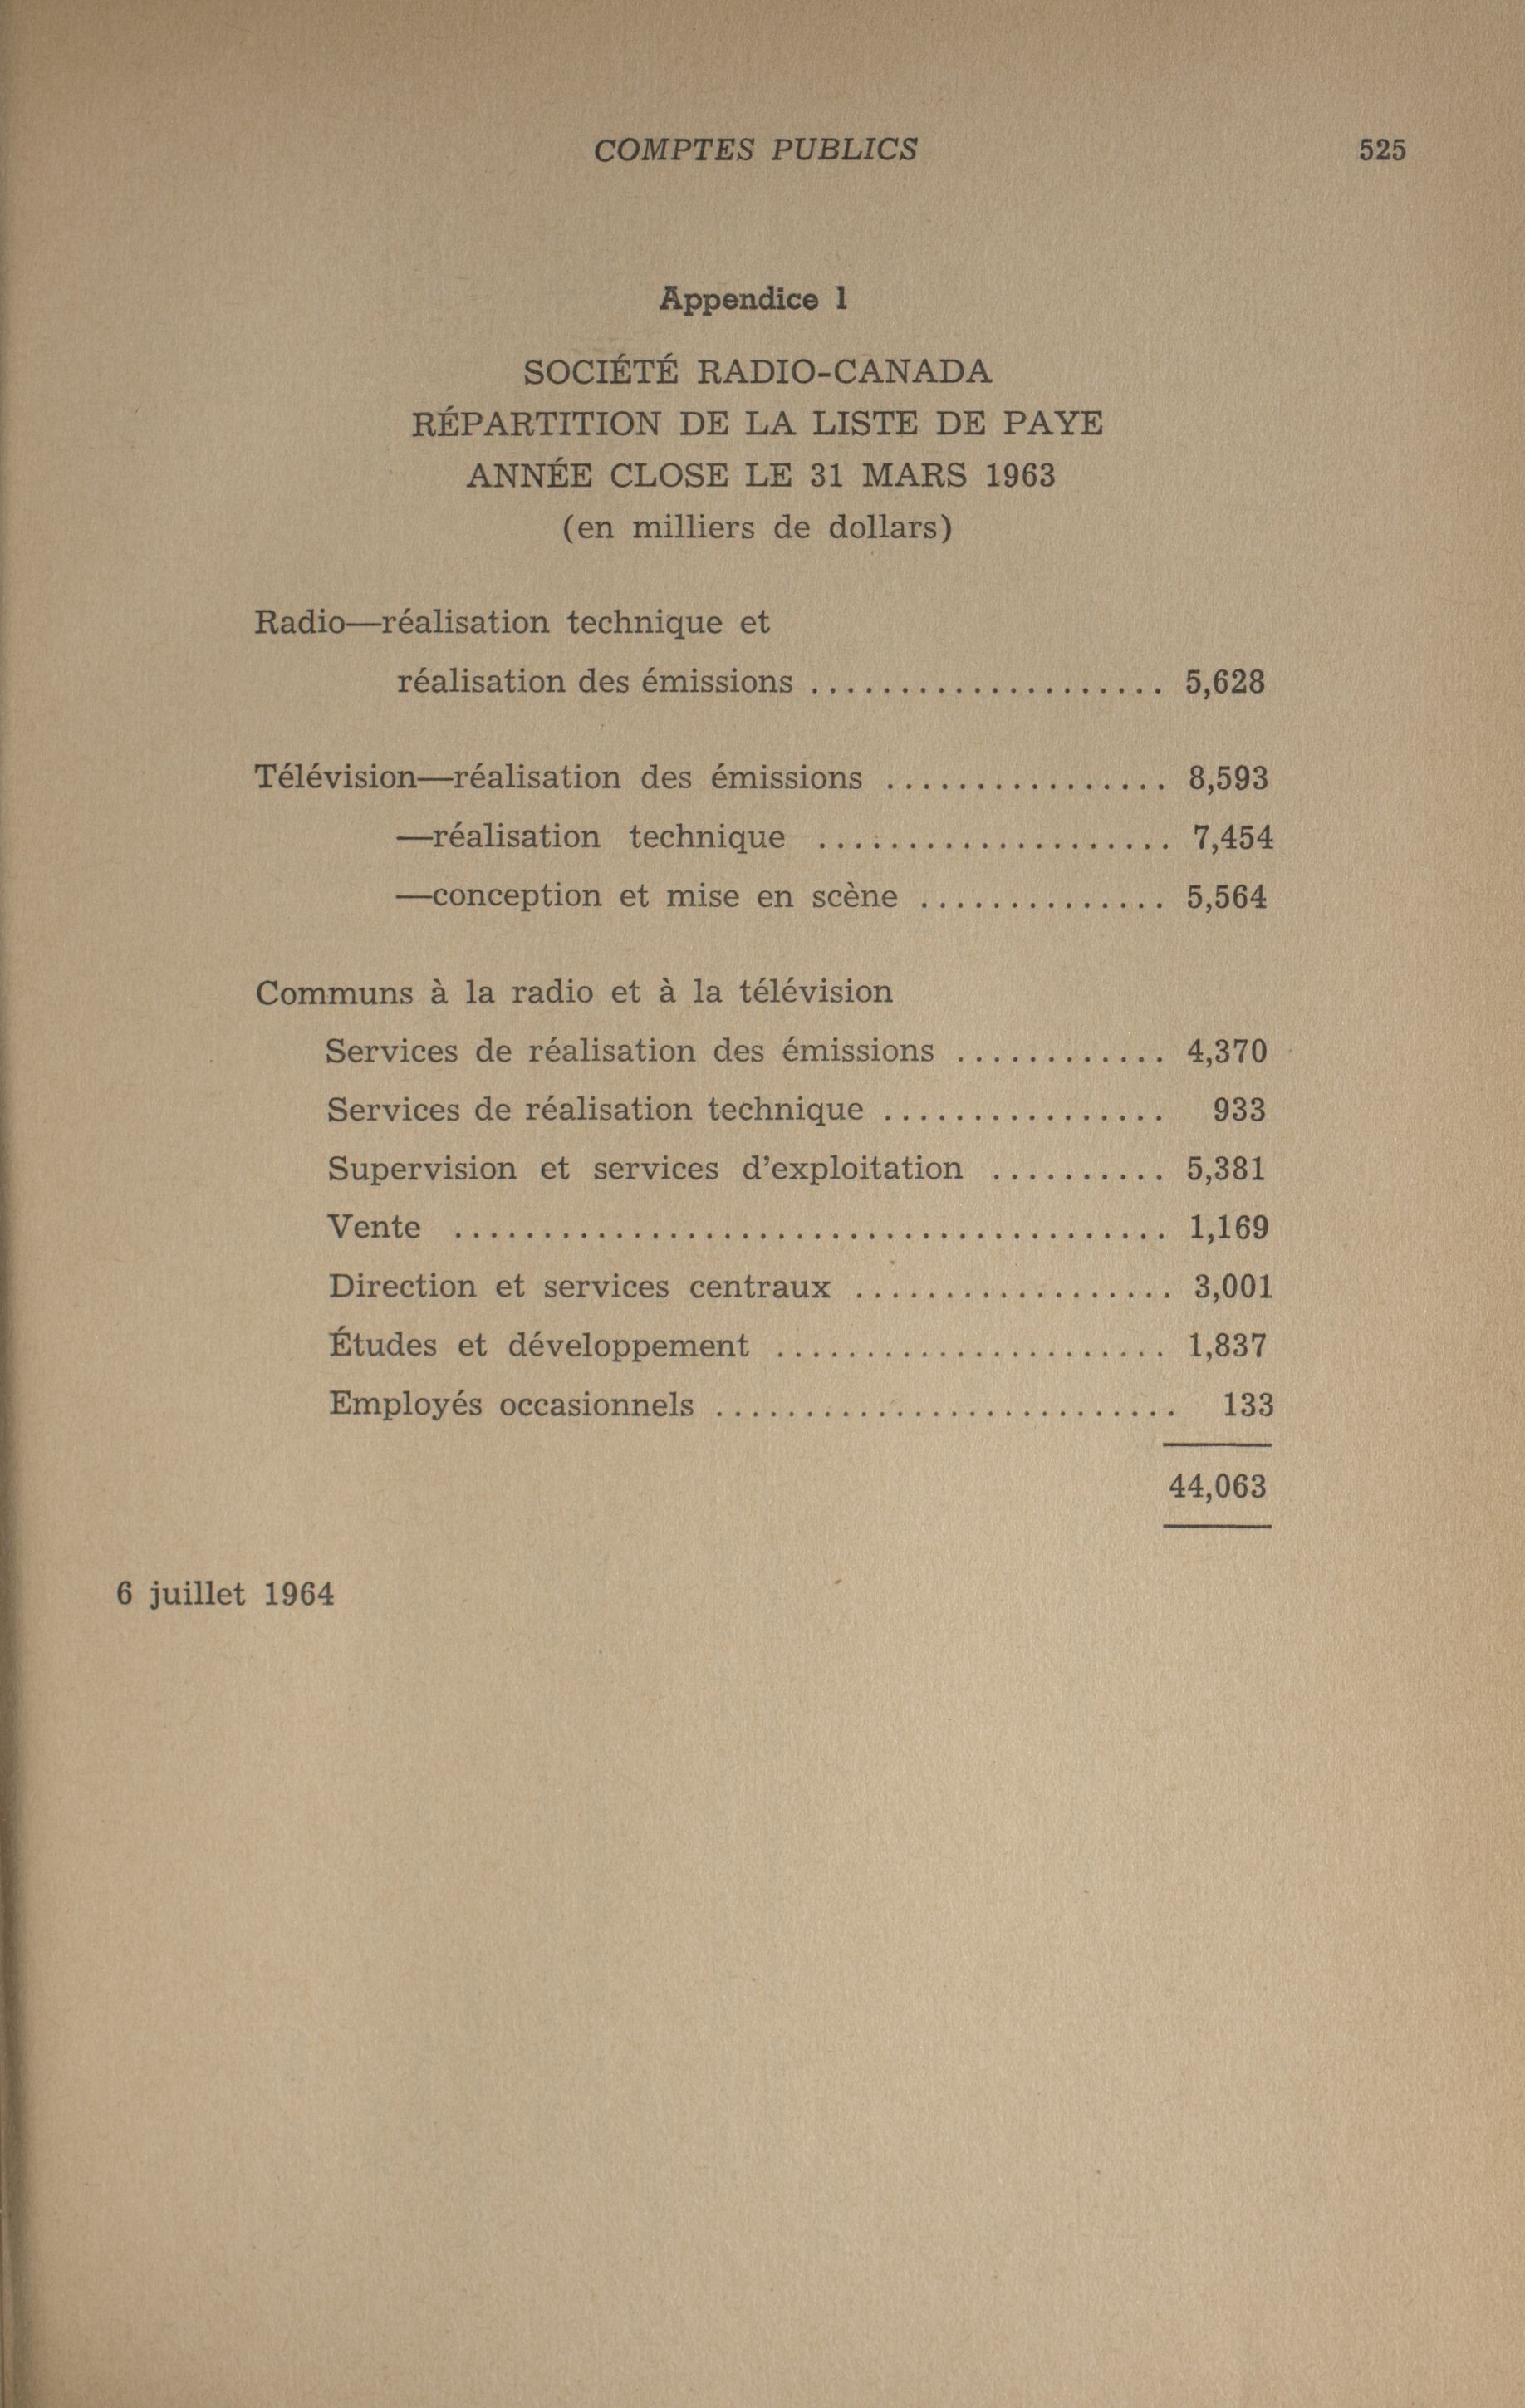 COMPTES PUBLICS 525
Appendice 1
SOCIÉTÉ RADIO-CANADA
RÉPARTITION DE LA LISTE DE PAYE
ANNÉE CLOSE LE 31 MARS 1963
(en milliers de dollars)
Radio—réalisation technique et
réalisation des émissions .................... 5,628
Télévision—réalisation des émissions ................ 8,593
—réalisation technique .................... 7,454
—conception et mise en scène .............. 5,564
Communs à la radio et à la télévision
Services de réalisation des émissions ............ 4,370
Services de réalisation technique ................ 933
Supervision et services d'exploitation .......... 5,381
Vente ........................................ 1,169
Direction et services centraux .................. 3,001
Études et développement ...................... 1,837
Employés occasionnels .......................... 133
44,063
6 juillet 1964